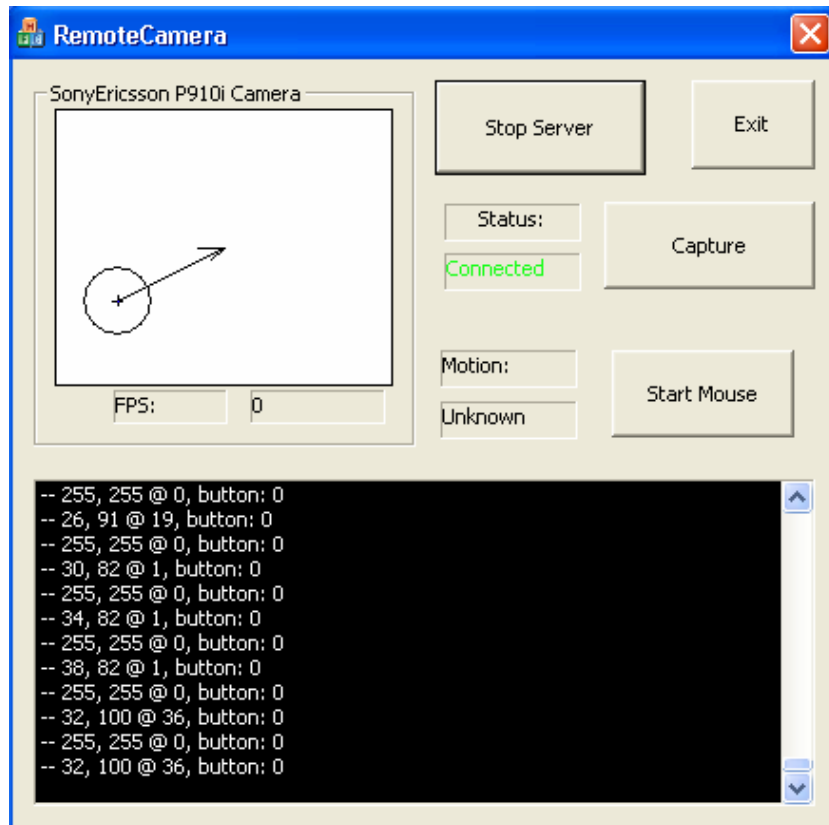 RemoteCamera
SonyEricsson P910i Camera
Stop Server
Exit
Status:
Capture
Connected
Motion:
Start Mouse
FPS: 0
Unknown
-- 255, 255 @ 0, button: 0
-- 26, 91 @ 19, button: 0
-- 255, 255 @ 0, button: 0
-- 30, 82 @ 1, button: 0
-- 255, 255 @ 0, button: 0
-- 34, 82 @ 1, button: 0
-- 255, 255 @ 0, button: 0
-- 38, 82 @ 1, button: 0
-- 255, 255 @ 0, button: 0
-- 32, 100 @ 36, button: 0
-- 255, 255 @ 0, button: 0
-- 32, 100 @ 36, button: 0